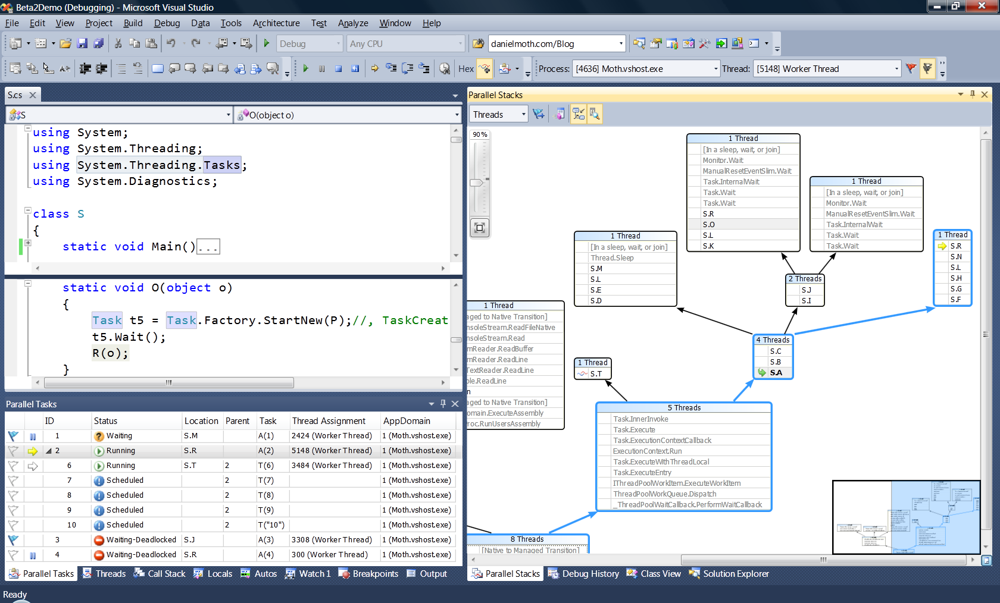 Beta2Demo (Debugging) - Microsoft Visual Studio
File Edit View Project Build Debug Data Tools Architecture Test Analyze Window Help
Debug Any CPU danielmoth.com/Blog
Hex Process: [4636] Moth.vshost.exe Thread: [5148] Worker Thread
S.cs
S O(object o)
using System;
using System.Threading;
using System.Threading.Tasks;
using System.Diagnostics;
class S
{
static void Main()...
static void O(object o)
{
Task t5 = Task.Factory.StartNew(P);//, TaskCreat
t5.Wait();
R(o);
}
Parallel Tasks
ID Status Location Parent Task Thread Assignment AppDomain
1 Waiting S.M A(1) 2424 (Worker Thread) 1 (Moth.vshost.exe)
2 Running S.R A(2) 5148 (Worker Thread) 1 (Moth.vshost.exe)
6 Running S.T 2 T(6) 3484 (Worker Thread) 1 (Moth.vshost.exe)
7 Scheduled 2 T(7) 1 (Moth.vshost.exe)
8 Scheduled 2 T(8) 1 (Moth.vshost.exe)
9 Scheduled 2 T(9) 1 (Moth.vshost.exe)
10 Scheduled 2 T("10") 1 (Moth.vshost.exe)
3 Waiting-Deadlocked S.J A(3) 3308 (Worker Thread) 1 (Moth.vshost.exe)
4 Waiting-Deadlocked S.R A(4) 300 (Worker Thread) 1 (Moth.vshost.exe)
Parallel Tasks Threads Call Stack Locals Autos Watch 1 Breakpoints Output
Parallel Stacks
Threads
90%
1 Thread
[In a sleep, wait, or join]
Monitor.Wait
ManualResetEventSlim.Wait
Task.InternalWait
Task.Wait
Task.Wait
S.R
S.O
S.L
S.K
1 Thread
[In a sleep, wait, or join]
Monitor.Wait
ManualResetEventSlim.Wait
Task.InternalWait
Task.Wait
Task.Wait
1 Thread
S.R
S.N
S.L
S.H
S.G
S.F
1 Thread
[In a sleep, wait, or join]
Thread.Sleep
S.M
S.L
S.E
S.D
2 Threads
S.J
S.I
1 Thread
aged to Native Transition]
nsoleStream.ReadFileNative
nsoleStream.Read
mReader.ReadBuffer
mReader.ReadLine
TextReader.ReadLine
ole.ReadLine
n
aged to Native Transition]
omain.ExecuteAssembly
Proc.RunUsersAssembly
4 Threads
S.C
S.B
S.A
1 Thread
S.T
5 Threads
Task.InnerInvoke
Task.Execute
Task.ExecutionContextCallback
ExecutionContext.Run
Task.ExecuteWithThreadLocal
Task.ExecuteEntry
IThreadPoolWorkItem.ExecuteWorkItem
ThreadPoolWorkQueue.Dispatch
_ThreadPoolWaitCallback.PerformWaitCallback
8 Threads
[Native to Managed Transition]
Parallel Stacks Debug History Class View Solution Explorer
Ready